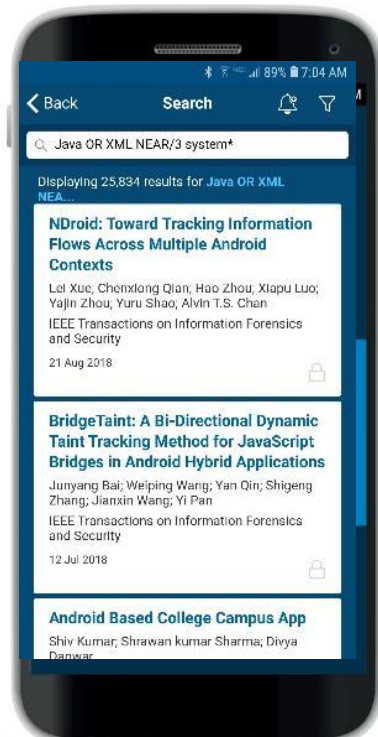 89% 7:04 AM
Back
Search
Java OR XML NEAR/3 system*
Displaying 25,834 results for Java OR XML
NEA...
NDroid: Toward Tracking Information
Flows Across Multiple Android
Contexts
Lei Xue; Chenxiong Qian; Hao Zhou; Xiapu Luo;
Yajin Zhou; Yuru Shao; Alvin T.S. Chan
IEEE Transactions on Information Forensics
and Security
21 Aug 2018
BridgeTaint: A Bi-Directional Dynamic
Taint Tracking Method for JavaScript
Bridges in Android Hybrid Applications
Junyang Bai; Weiping Wang; Yan Qin; Shigeng
Zhang; Jianxin Wang; Yi Pan
IEEE Transactions on Information Forensics
and Security
12 Jul 2018
Android Based College Campus App
Shiv Kumar; Shrawan kumar Sharma; Divya